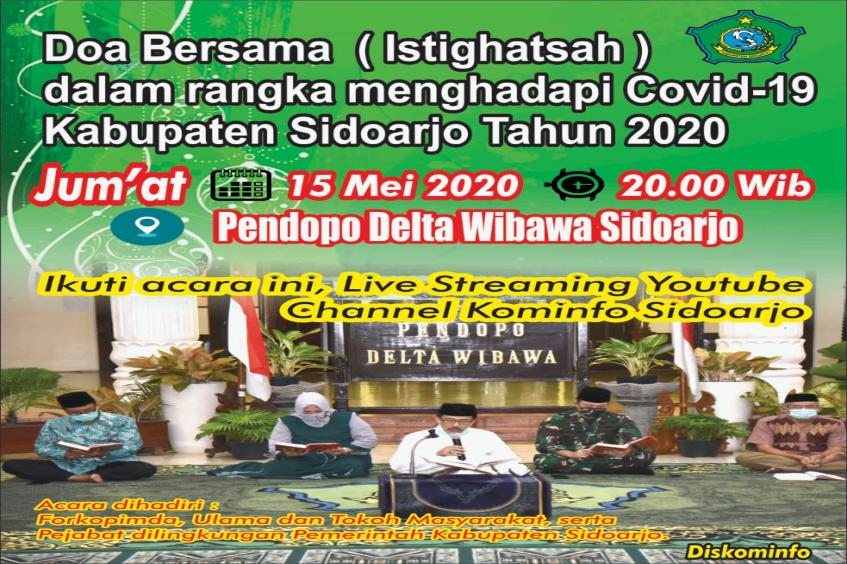 Doa Bersama ( Istighatsah )
dalam rangka menghadapi Covid-19
Kabupaten Sidoarjo Tahun 2020
Jum'at 15 Mei 2020 20.00 Wib
Pendopo Delta Wibawa Sidoarjo
Ikuti acara ini, Live Streaming Youtube
Channel Kominfo Sidoarjo
PENDOPO
DELTA WIBAWA
Acara dihadiri :
Forkopimda, Ulama dan Tokoh Masyarakat, serta
Pejabat dilingkungan Pemerintah Kabupaten Sidoarjo.
Diskominfo